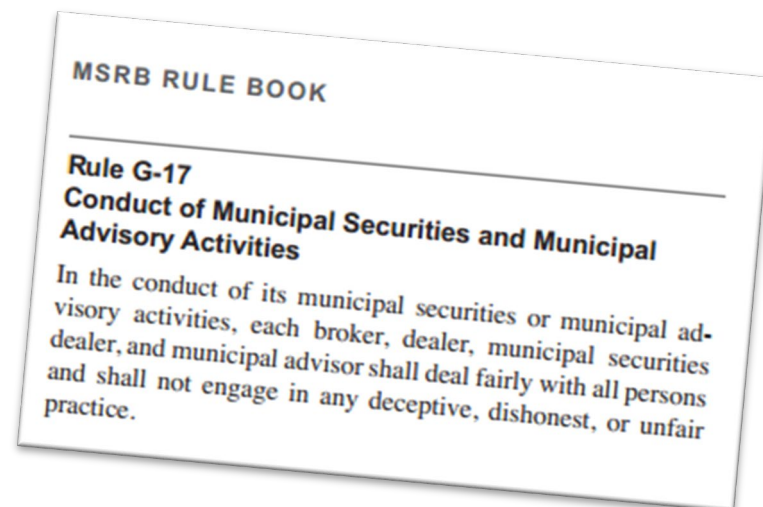 MSRB RULE BOOK
Rule G-17
Conduct of Municipal Securities and Municipal
Advisory Activities
In the conduct of its municipal securities or municipal ad-
visory activities, each broker, dealer, municipal securities
dealer, and municipal advisor shall deal fairly with all persons
and shall not engage in any deceptive, dishonest, or unfair
practice.